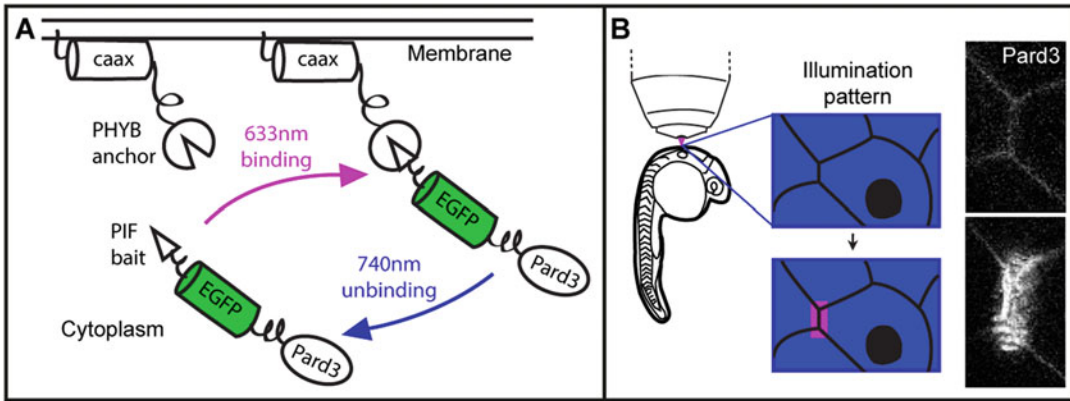 A
caax
caax
Membrane
PHYB
anchor
633nm
binding
EGFP
Pard3
PIF
bait
740nm
unbinding
EGFP
Cytoplasm
Pard3
B
Illumination
pattern
Pard3